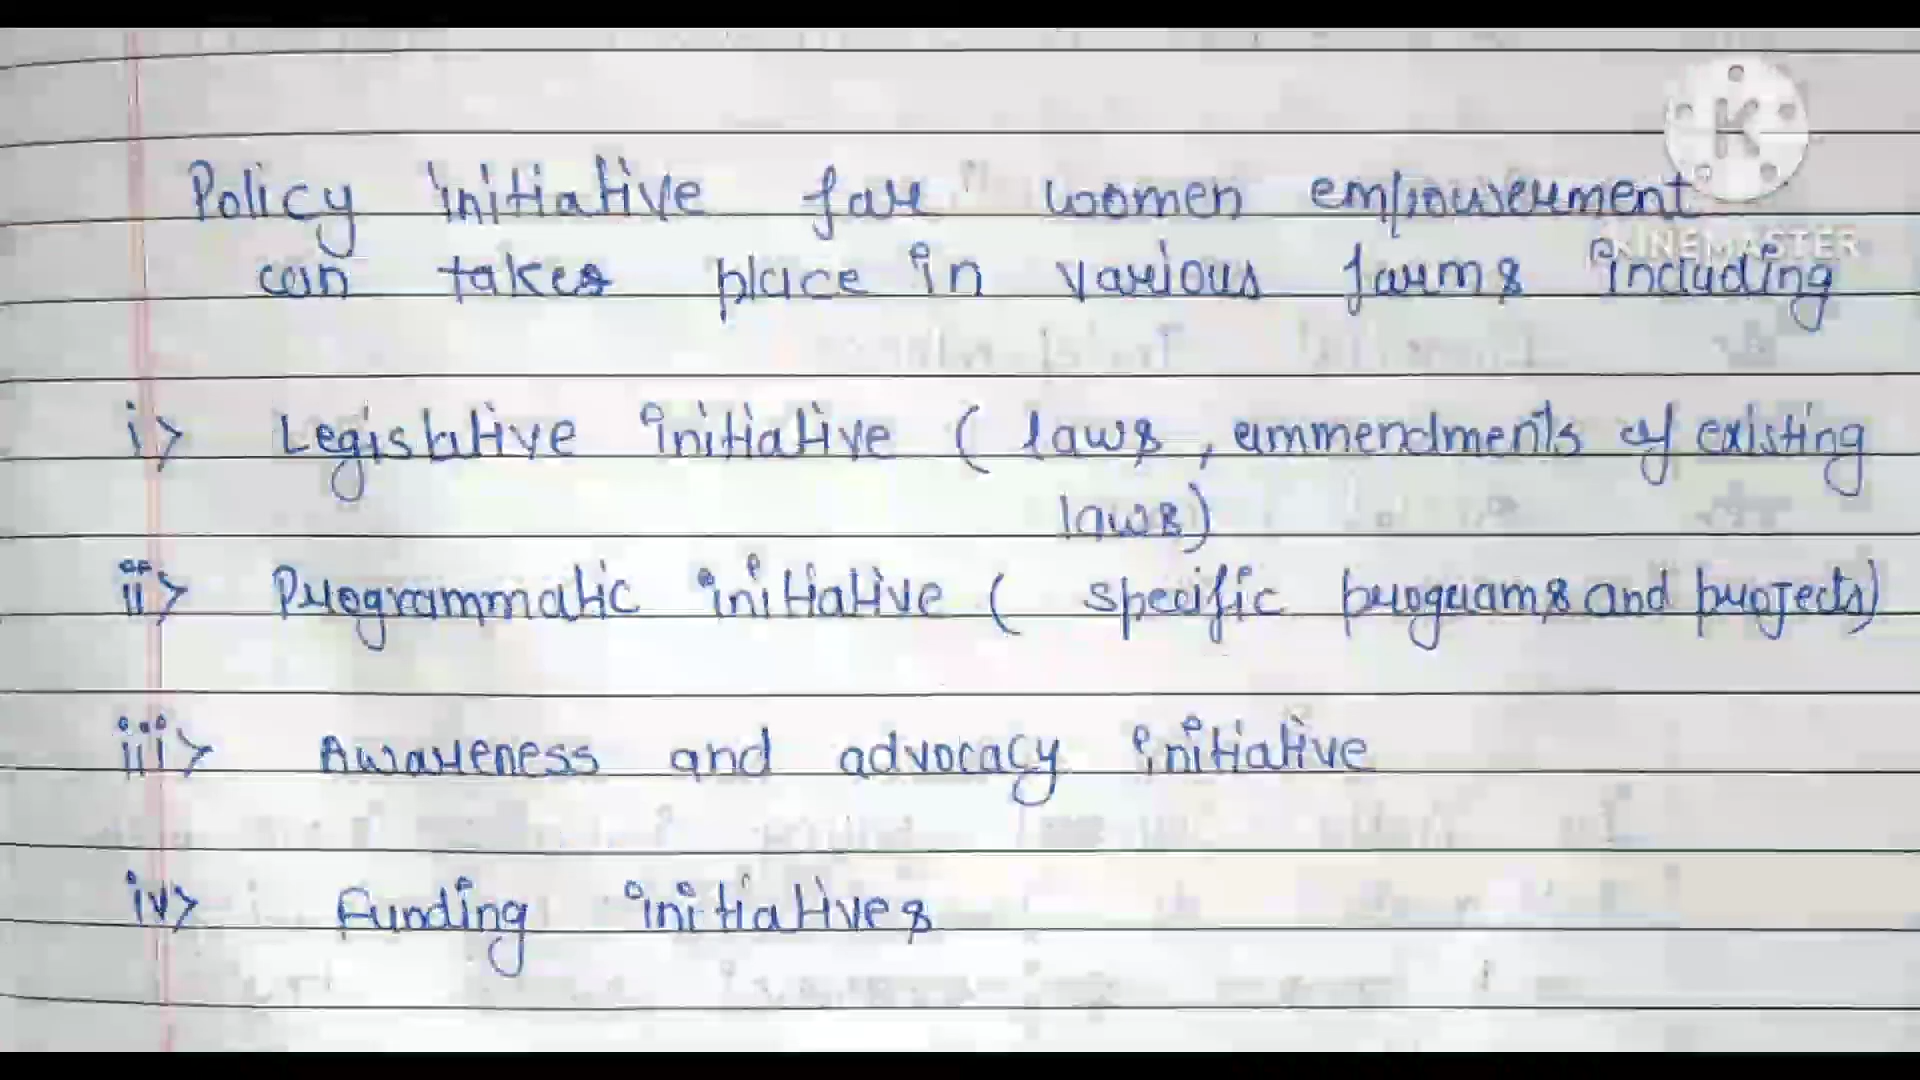 Policy initiative for women empowerment
can takes place in various forms including
i> Legislative initiative ( laws, ammendments of existing
laws)
ii> Programmatic initiative ( specific programs and projects)
iii> Awareness and advocacy initiative
iv> Funding initiatives
K
KINEMASTER